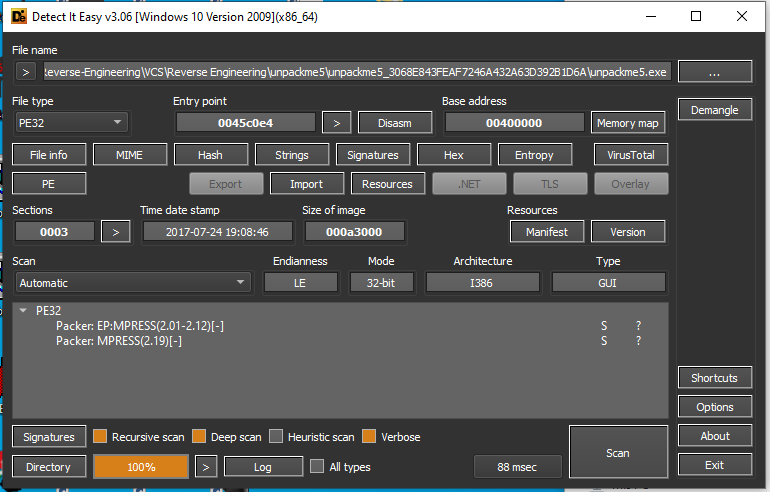 Detect It Easy v3.06 [Windows 10 Version 2009](x86_64)
File name
> Reverse-Engineering\VCS\Reverse Engineering\unpackme5\unpackme5_3068E843FEAF7246A432A63D392B1D6A\unpackme5.exe ...
File type Entry point Base address
PE32 0045c0e4 > Disasm 00400000 Memory map Demangle
File info MIME Hash Strings Signatures Hex Entropy VirusTotal
PE Export Import Resources .NET TLS Overlay
Sections Time date stamp Size of image Resources
0003 > 2017-07-24 19:08:46 000a3000 Manifest Version
Scan Endianness Mode Architecture Type
Automatic LE 32-bit I386 GUI
PE32
Packer: EP:MPRESS(2.01-2.12)[-] S ?
Packer: MPRESS(2.19)[-] S ?
Shortcuts
Options
Signatures Recursive scan Deep scan Heuristic scan Verbose About
Directory 100% > Log All types 88 msec Scan Exit